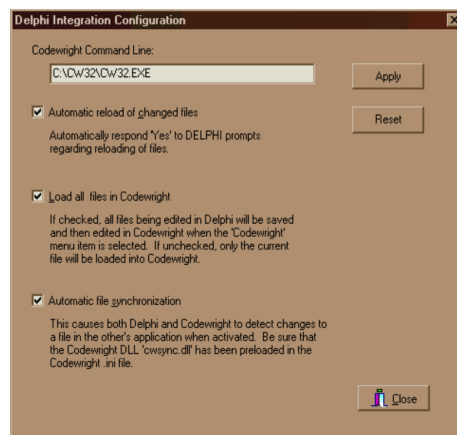 Delphi Integration Configuration
Codewright Command Line:
C:\CW32\CW32.EXE
Apply
Automatic reload of changed files
Reset
Automatically respond 'Yes' to DELPHI prompts
regarding reloading of files.
Load all files in Codewright
If checked, all files being edited in Delphi will be saved
and then edited in Codewright when the 'Codewright'
menu item is selected. If unchecked, only the current
file will be loaded into Codewright.
Automatic file synchronization
This causes both Delphi and Codewright to detect changes to
a file in the other's application when activated. Be sure that
the Codewright DLL 'cwsync.dll' has been preloaded in the
Codewright .ini file.
Close